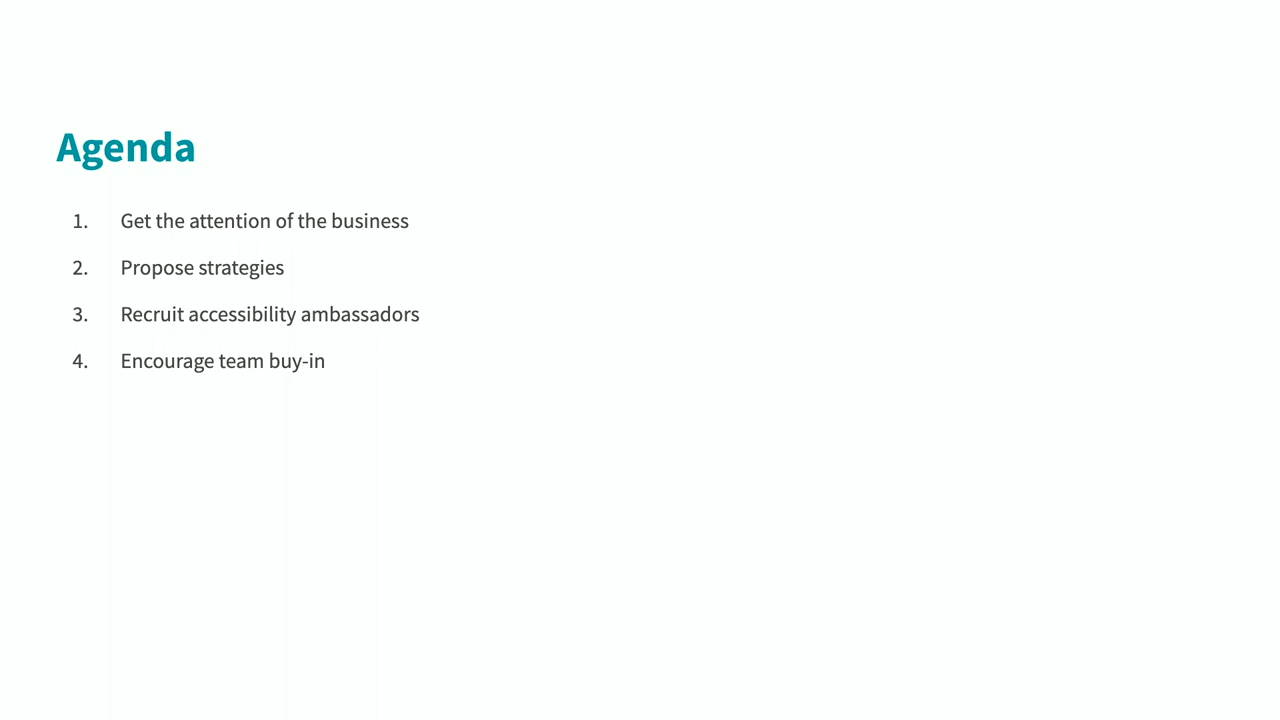 Agenda
1. Get the attention of the business
2. Propose strategies
3. Recruit accessibility ambassadors
4. Encourage team buy-in